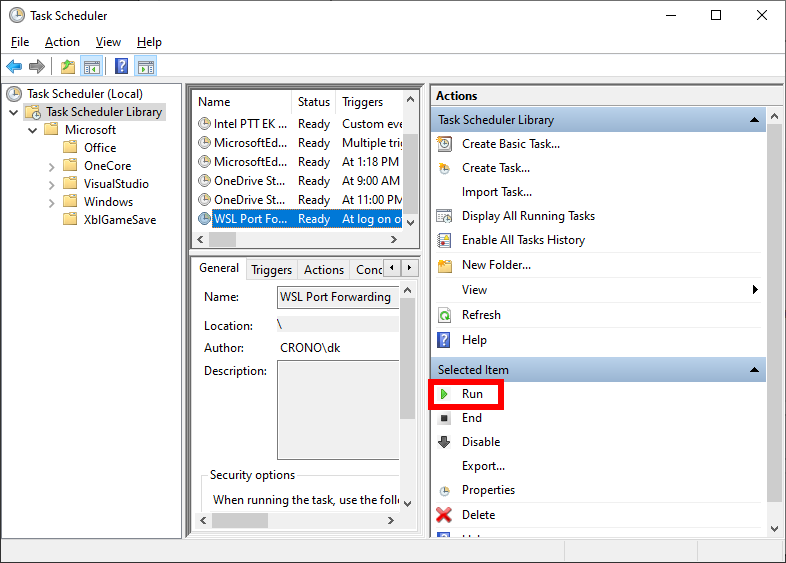 Task Scheduler
File Action View Help
Task Scheduler (Local)
Task Scheduler Library
Microsoft
Office
OneCore
VisualStudio
Windows
XblGameSave
Name Status Triggers
Intel PTT EK ... Ready Custom eve
MicrosoftEd... Ready Multiple trig
MicrosoftEd... Ready At 1:18 PM
OneDrive St... Ready At 9:00 AM
OneDrive St... Ready At 11:00 PM
WSL Port Fo... Ready At log on o
General Triggers Actions Conc
Name: WSL Port Forwarding
Location: \
Author: CRONO\dk
Description:
Security options
When running the task, use the follo
Actions
Task Scheduler Library
Create Basic Task...
Create Task...
Import Task...
Display All Running Tasks
Enable All Tasks History
New Folder...
View
Refresh
Help
Selected Item
Run
End
Disable
Export...
Properties
Delete